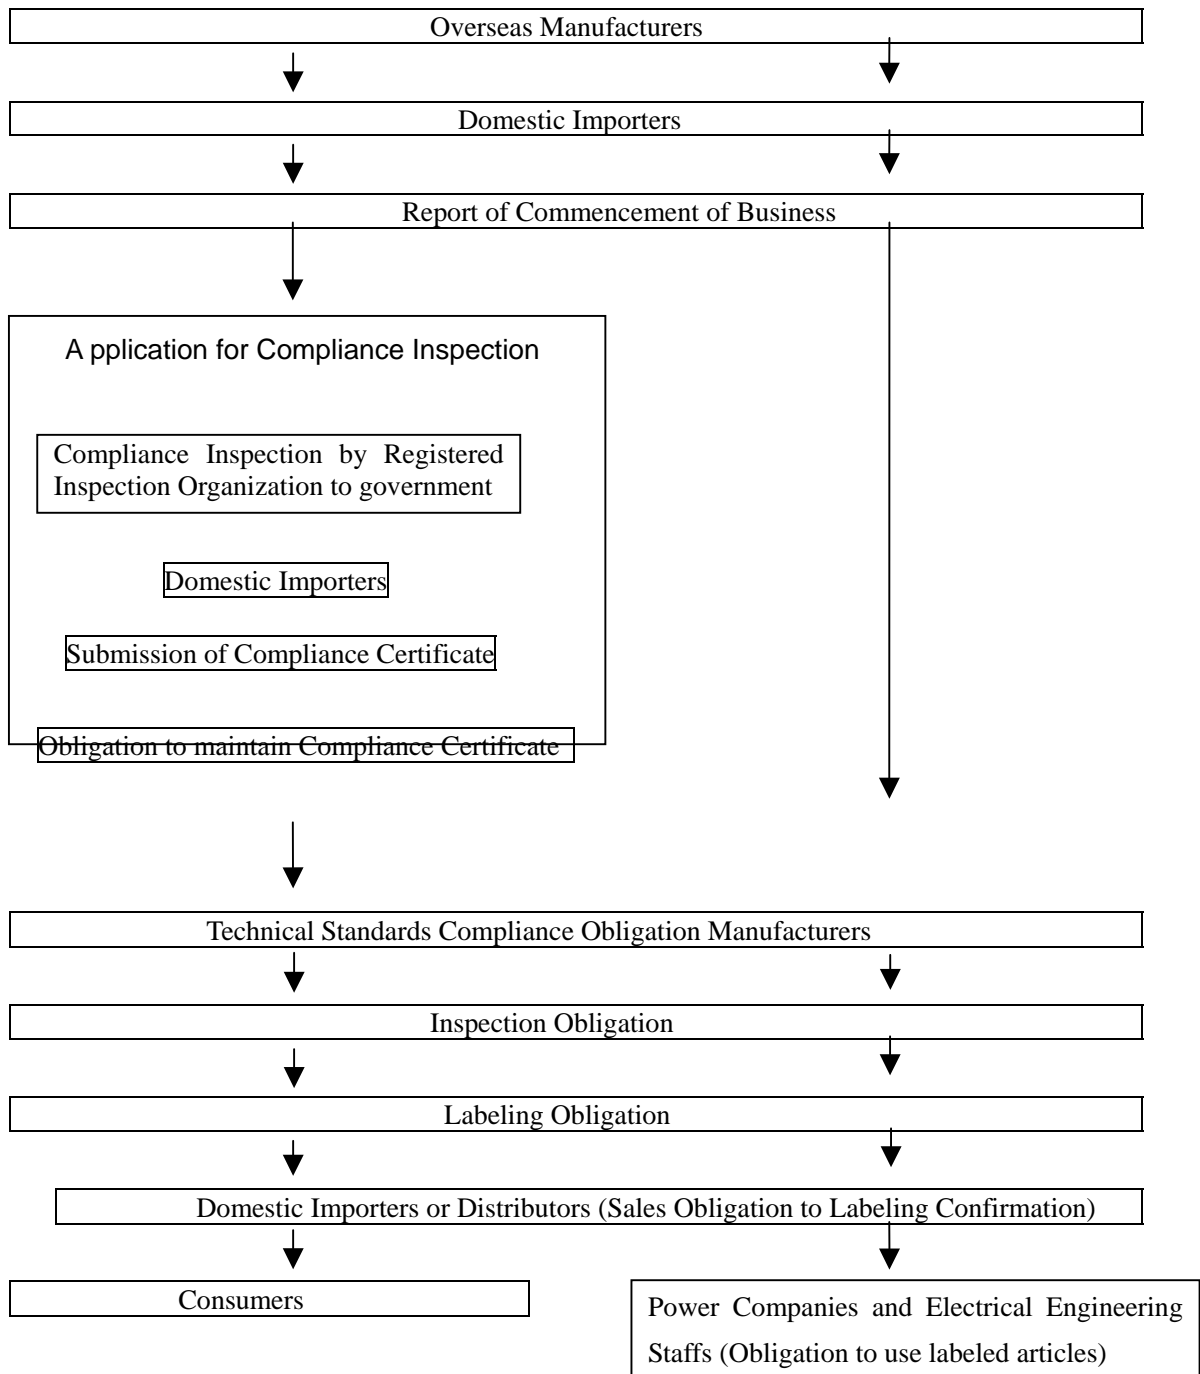 Overseas Manufacturers
Domestic Importers
Report of Commencement of Business
A pplication for Compliance Inspection
Compliance Inspection by Registered
Inspection Organization to government
Domestic Importers
Submission of Compliance Certificate
Obligation to maintain Compliance Certificate
Technical Standards Compliance Obligation Manufacturers
Inspection Obligation
Labeling Obligation
Domestic Importers or Distributors (Sales Obligation to Labeling Confirmation)
Consumers
Power Companies and Electrical Engineering
Staffs (Obligation to use labeled articles)